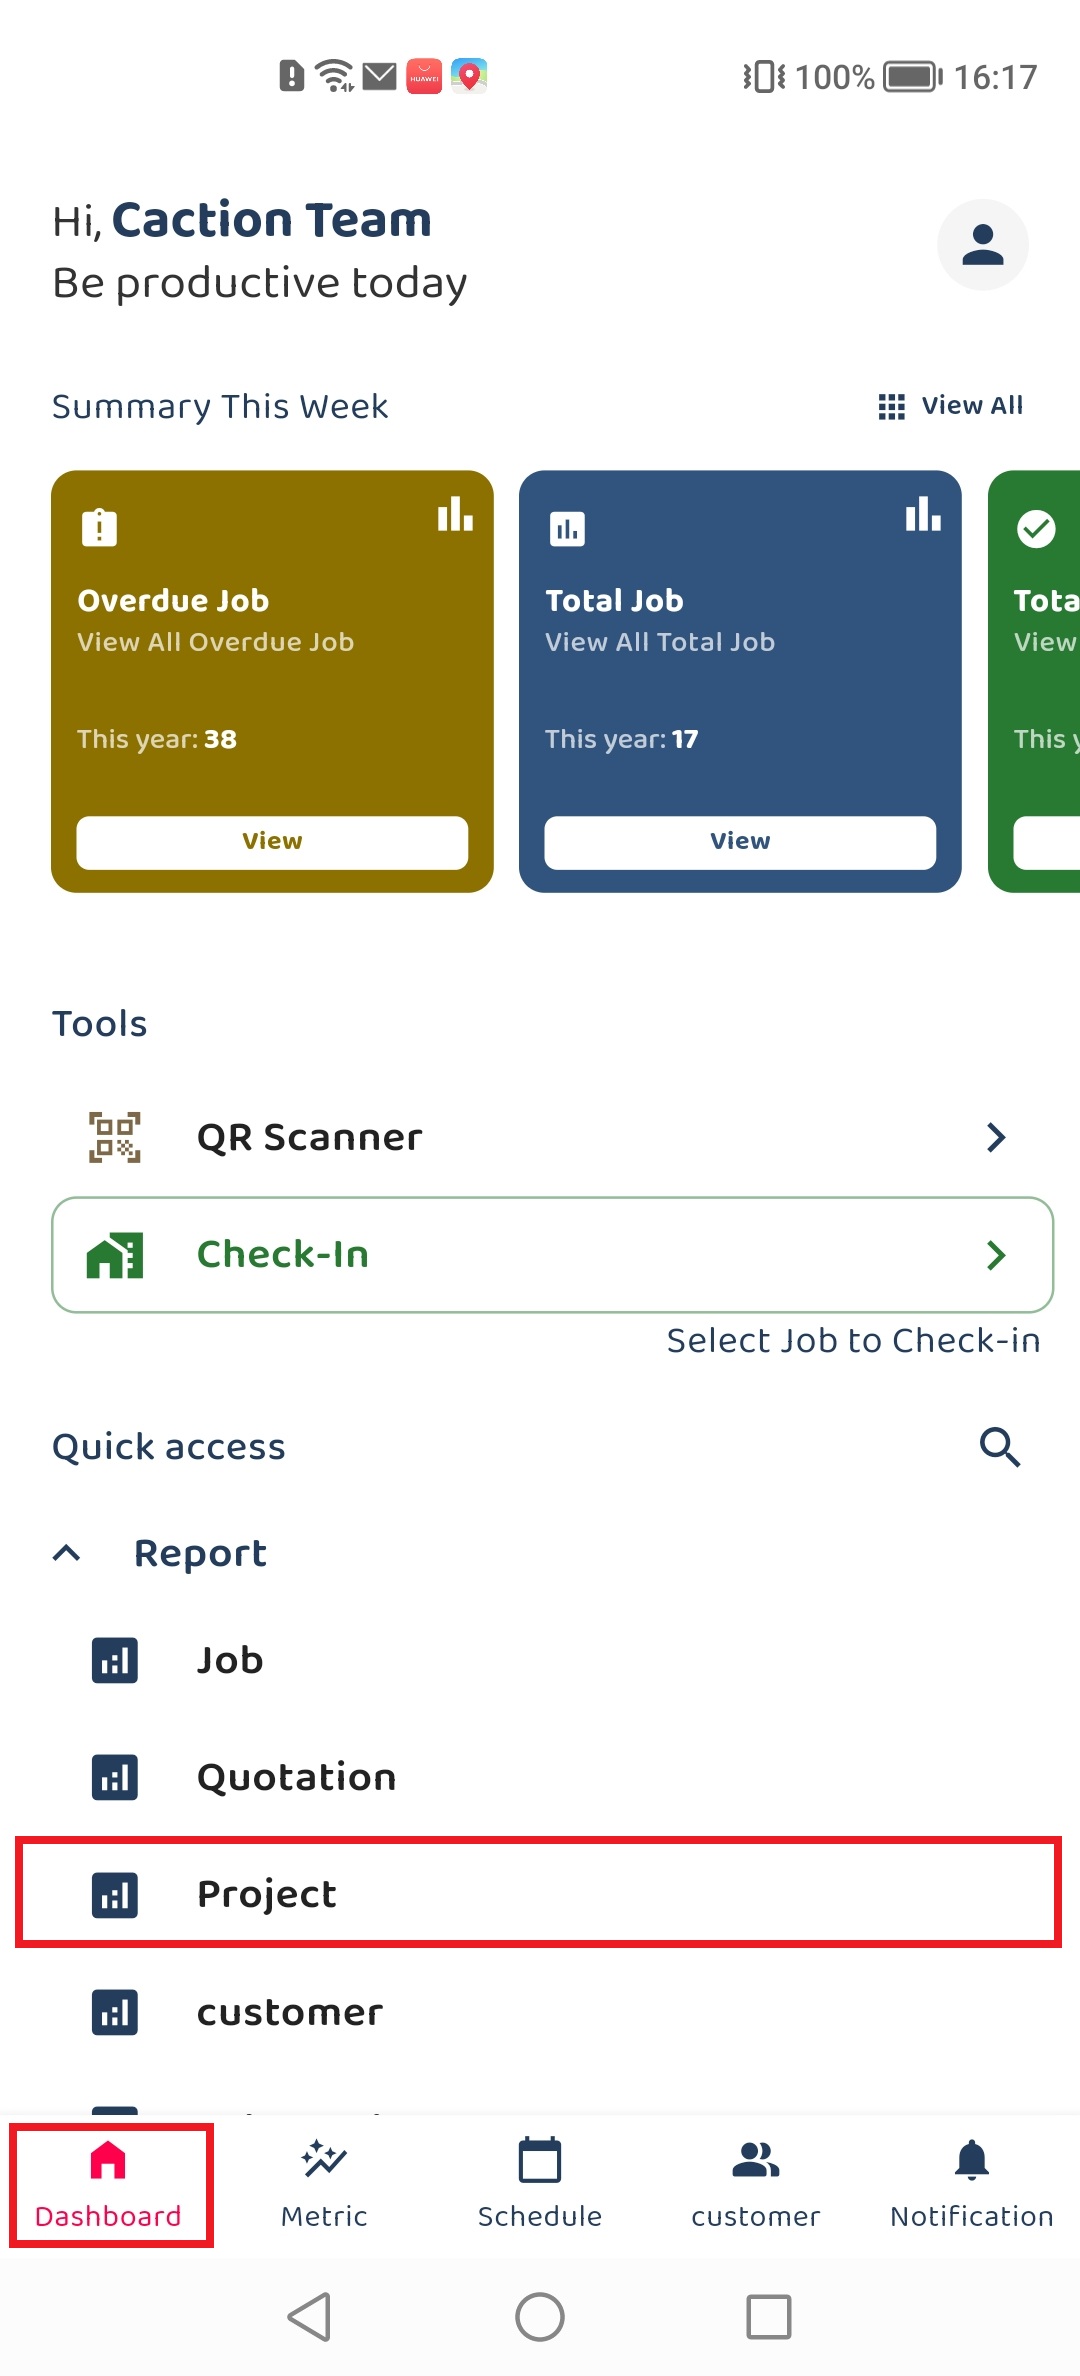 HUAWEI
100% 16:17
Hi, Caction Team
Be productive today
Summary This Week
View All
Overdue Job
View All Overdue Job
This year: 38
View
Total Job
View All Total Job
This year: 17
View
Tota
View
This y
Tools
QR Scanner
Check-In
Select Job to Check-in
Quick access
Report
Job
Quotation
Project
customer
Dashboard
Metric
Schedule
customer
Notification